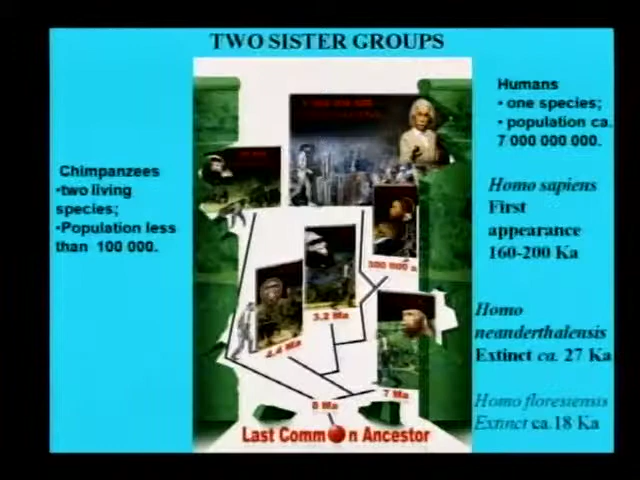 TWO SISTER GROUPS
Humans
• one species;
• population ca.
7 000 000 000.
Chimpanzees
•two living
species;
•Population less
than 100 000.
Homo sapiens
First
appearance
160-200 Ka
300 000 a
3.2 Ma
4.4 Ma
Homo
neanderthalensis
Extinct ca. 27 Ka
7 Ma
Homo floresiensis
Extinct ca.18 Ka
Last Common Ancestor